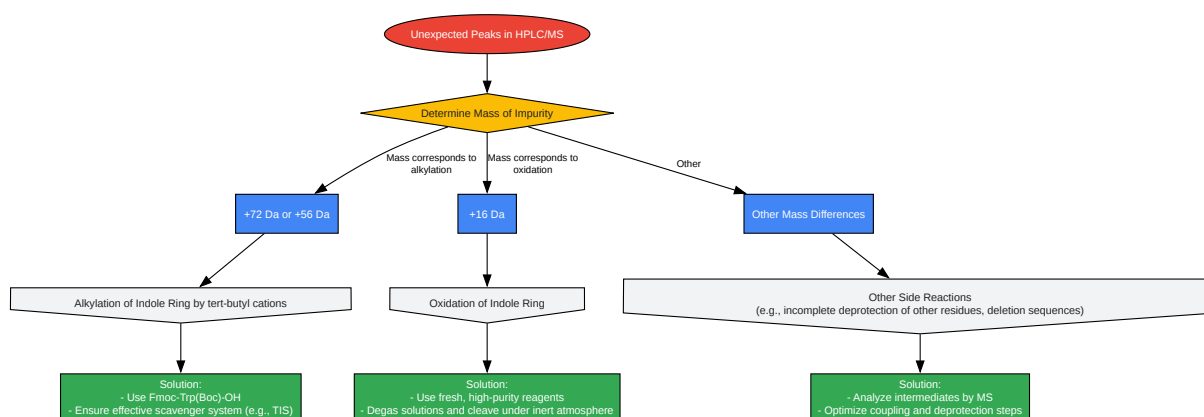 Unexpected Peaks in HPLC/MS
Determine Mass of Impurity
Mass corresponds to
alkylation
Mass corresponds to
oxidation
Other
+72 Da or +56 Da
+16 Da
Other Mass Differences
Alkylation of Indole Ring by tert-butyl cations
Oxidation of Indole Ring
Other Side Reactions
(e.g., incomplete deprotection of other residues, deletion sequences)
Solution:
- Use Fmoc-Trp(Boc)-OH
- Ensure effective scavenger system (e.g., TIS)
Solution:
- Use fresh, high-purity reagents
- Degas solutions and cleave under inert atmosphere
Solution:
- Analyze intermediates by MS
- Optimize coupling and deprotection steps